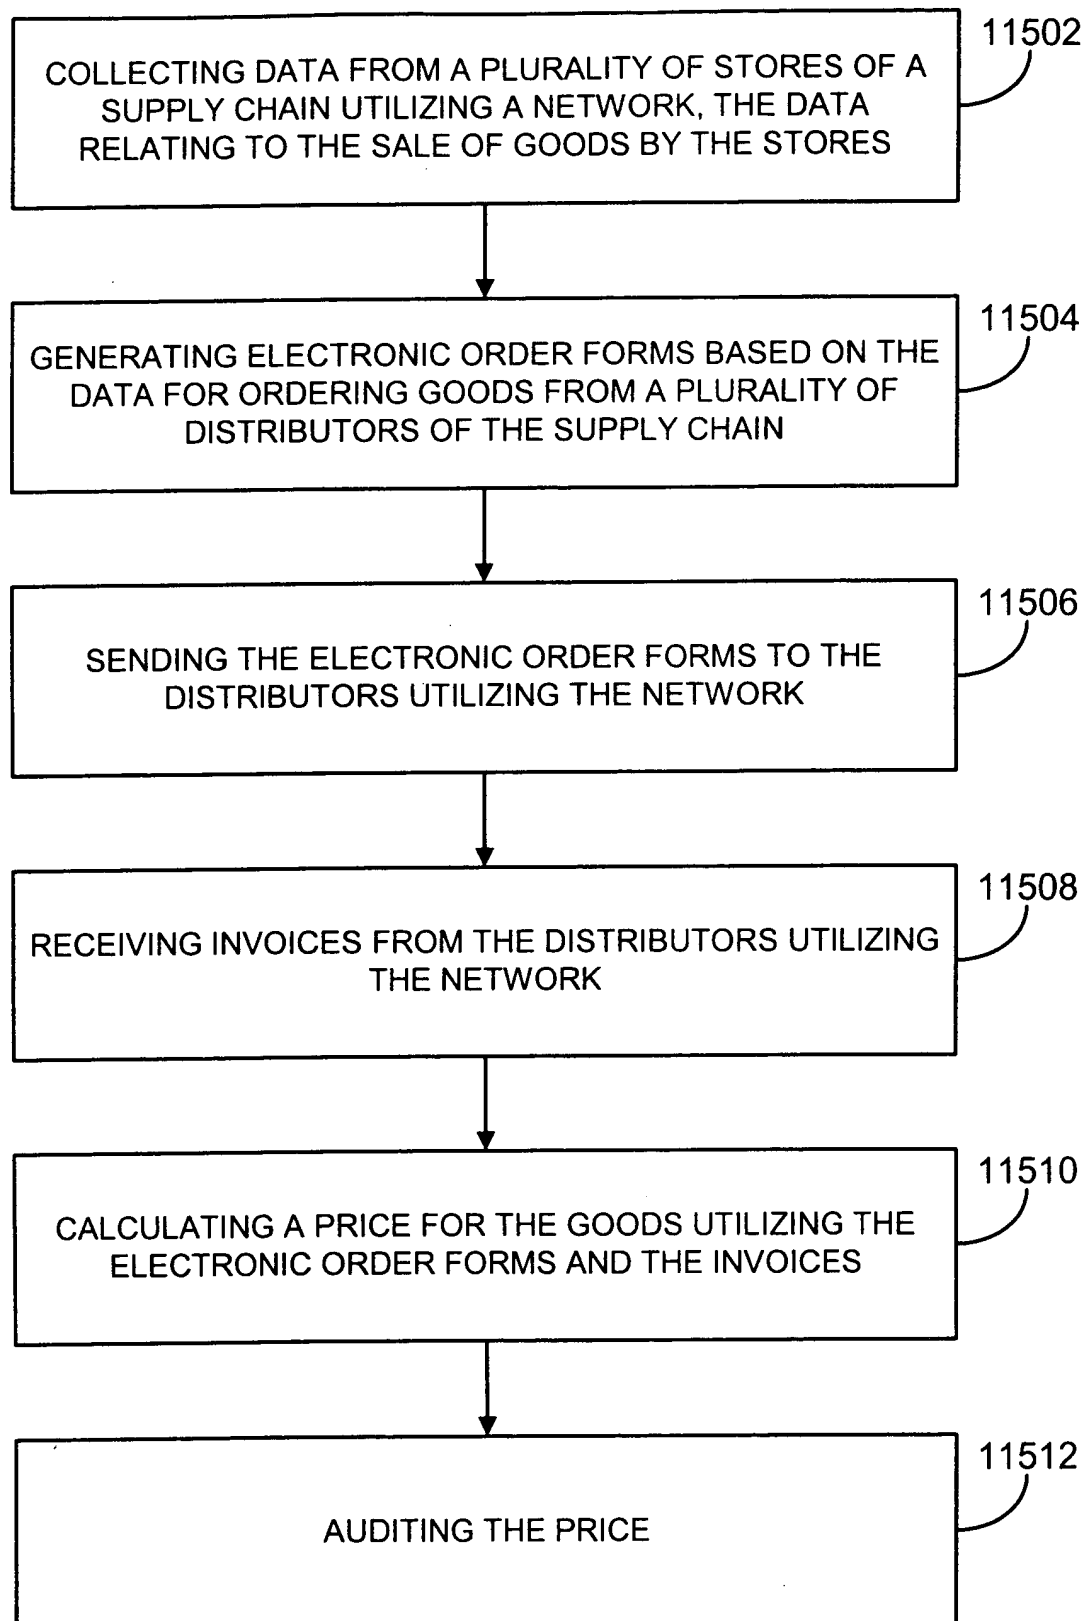 11502
COLLECTING DATA FROM A PLURALITY OF STORES OF A
SUPPLY CHAIN UTILIZING A NETWORK, THE DATA
RELATING TO THE SALE OF GOODS BY THE STORES
11504
GENERATING ELECTRONIC ORDER FORMS BASED ON THE
DATA FOR ORDERING GOODS FROM A PLURALITY OF
DISTRIBUTORS OF THE SUPPLY CHAIN
11506
SENDING THE ELECTRONIC ORDER FORMS TO THE
DISTRIBUTORS UTILIZING THE NETWORK
11508
RECEIVING INVOICES FROM THE DISTRIBUTORS UTILIZING
THE NETWORK
11510
CALCULATING A PRICE FOR THE GOODS UTILIZING THE
ELECTRONIC ORDER FORMS AND THE INVOICES
11512
AUDITING THE PRICE